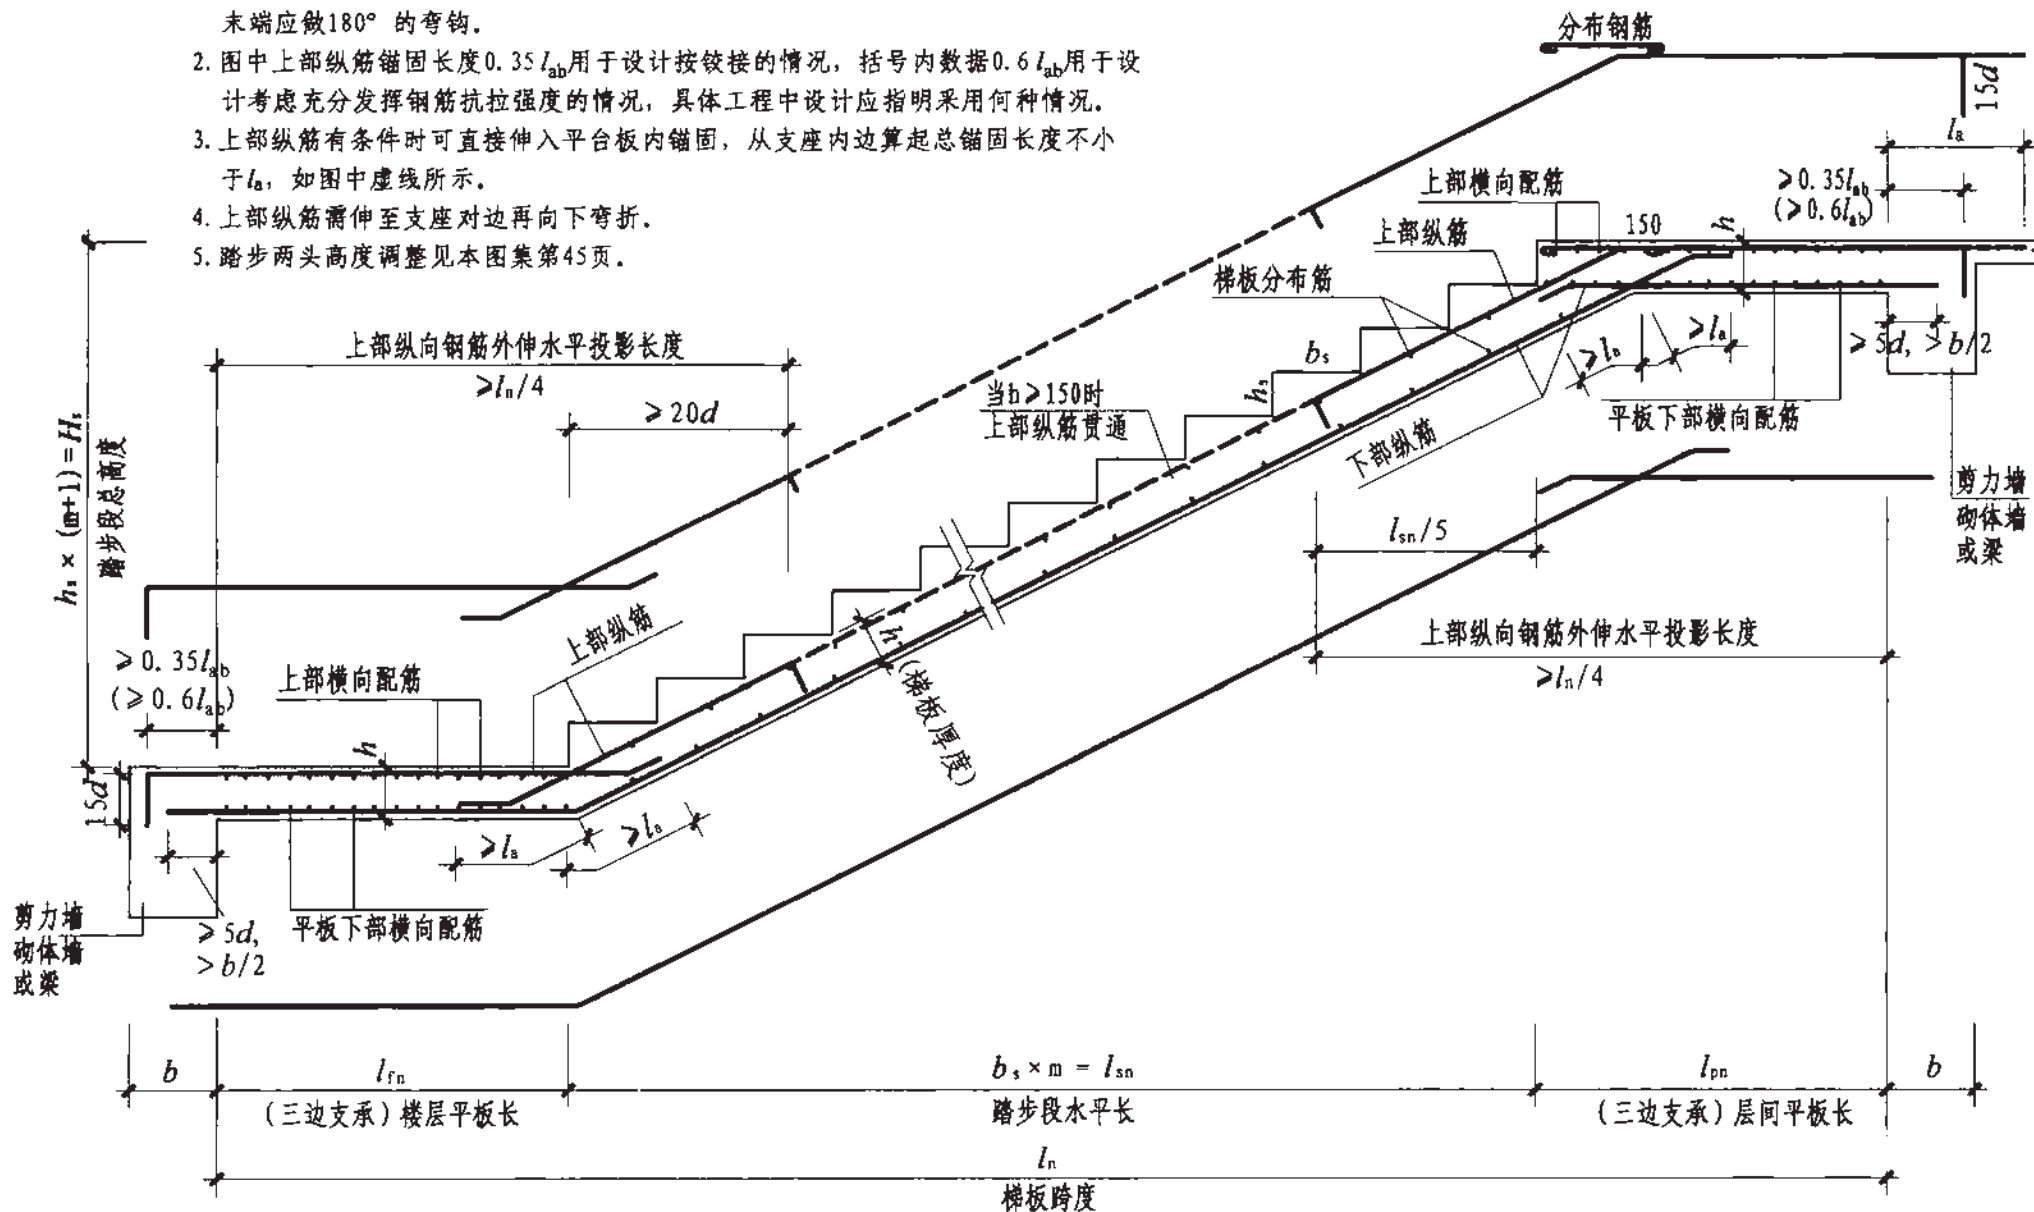 末端应做180° 的弯钩。
2. 图中上部纵筋锚固长度0.35lab用于设计按铰接的情况，括号内数据0.6lab用于设
计考虑充分发挥钢筋抗拉强度的情况，具体工程中设计应指明采用何种情况。
3. 上部纵筋有条件时可直接伸入平台板内锚固，从支座内边算起总锚固长度不小
于la，如图中虚线所示。
4. 上部纵筋需伸至支座对边再向下弯折。
5. 踏步两头高度调整见本图集第45页。
分布钢筋
15d
la
上部横向配筋
≥0.35lab
(≥0.6lab)
150
h
上部纵筋
梯板分布筋
上部纵向钢筋外伸水平投影长度
≥ln/4
≥20d
当h≥150时
上部纵筋贯通
bs
hs
≥la
≥la
≥5d, >b/2
平板下部横向配筋
下部纵筋
hs × (m+1) = Hs
踏步段总高度
剪力墙
砌体墙
或梁
lsn/5
上部纵向钢筋外伸水平投影长度
≥ln/4
≥0.35lab
(≥0.6lab)
上部横向配筋
上部纵筋
h
(梯板厚度)
h
15d
≥la
≥la
剪力墙
砌体墙
或梁
≥5d,
>b/2
平板下部横向配筋
b
lfn
bs × m = lsn
lpn
b
(三边支承) 楼层平板长
踏步段水平长
(三边支承) 层间平板长
ln
梯板跨度